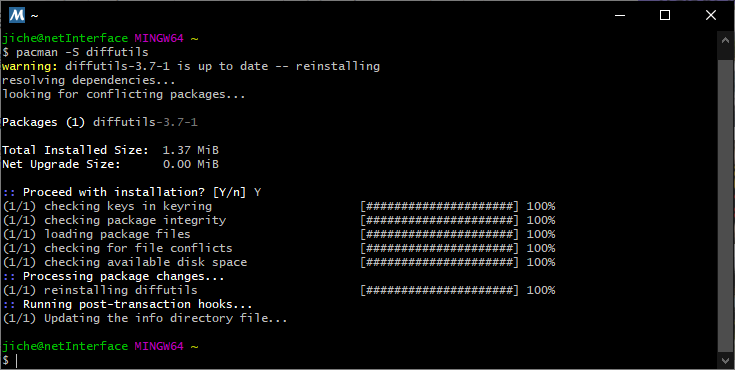 M ~
jiche@netInterface MINGW64 ~
$ pacman -S diffutils
warning: diffutils-3.7-1 is up to date -- reinstalling
resolving dependencies...
looking for conflicting packages...
Packages (1) diffutils-3.7-1
Total Installed Size:  1.37 MiB
Net Upgrade Size:      0.00 MiB
:: Proceed with installation? [Y/n] Y
(1/1) checking keys in keyring                     [#####################] 100%
(1/1) checking package integrity                   [#####################] 100%
(1/1) loading package files                        [#####################] 100%
(1/1) checking for file conflicts                  [#####################] 100%
(1/1) checking available disk space                [#####################] 100%
:: Processing package changes...
(1/1) reinstalling diffutils                       [#####################] 100%
:: Running post-transaction hooks...
(1/1) Updating the info directory file...
jiche@netInterface MINGW64 ~
$